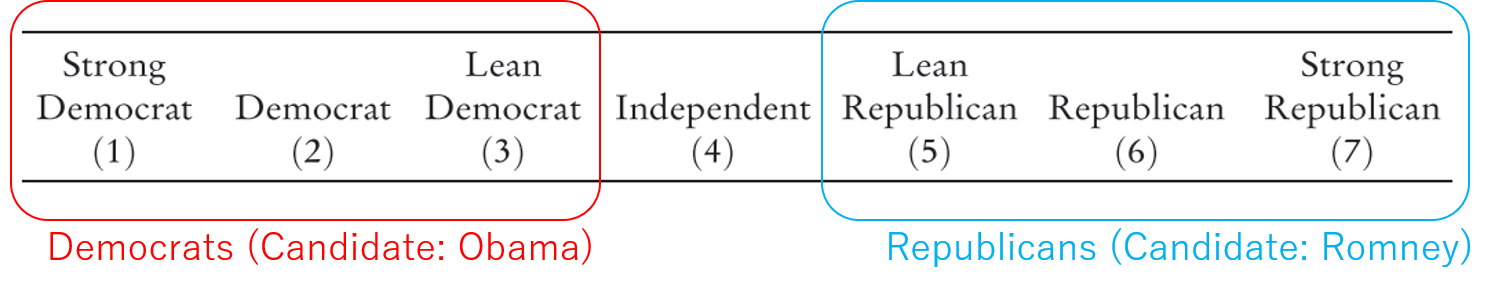 Strong Democrat (1)
Democrat (2)
Lean Democrat (3)
Independent (4)
Lean Republican (5)
Republican (6)
Strong Republican (7)
Democrats (Candidate: Obama)
Republicans (Candidate: Romney)